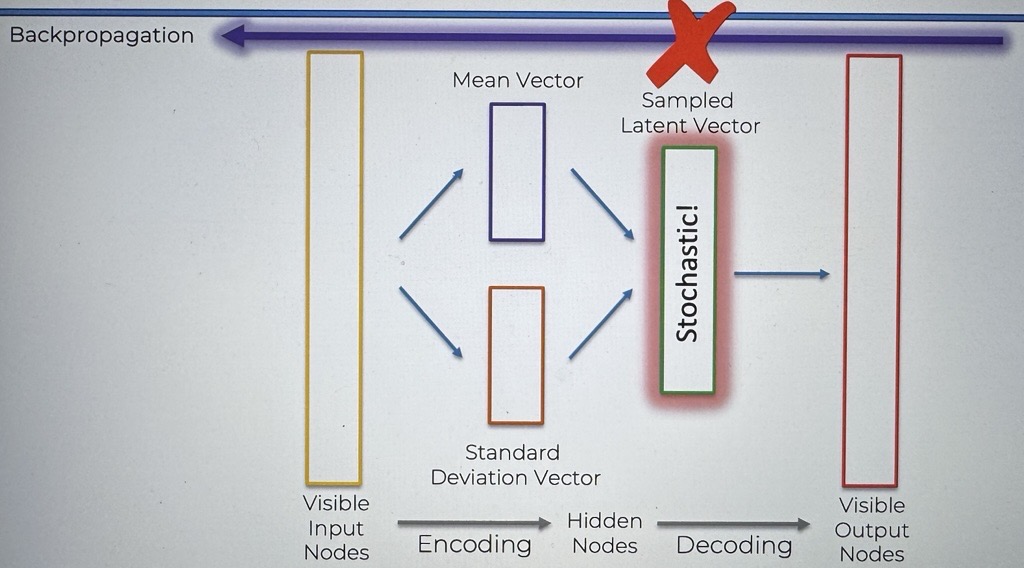 Backpropagation
Mean Vector
Sampled
Latent Vector
Stochastic!
Standard
Deviation Vector
Visible
Input
Nodes
Encoding
Hidden
Nodes
Decoding
Visible
Output
Nodes